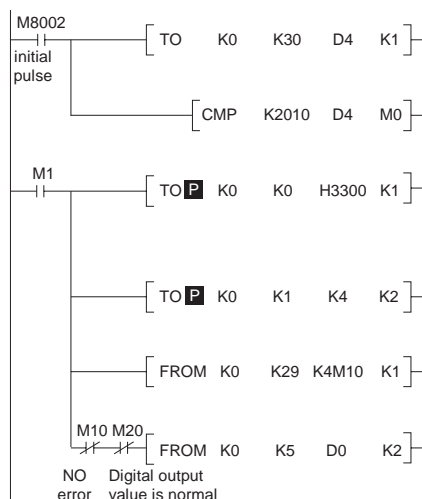 M8002
TO K0 K30 D4 K1
initial
pulse
CMP K2010 D4 M0
M1
TO P K0 K0 H3300 K1
TO P K0 K1 K4 K2
FROM K0 K29 K4M10 K1
M10 M20
FROM K0 K5 D0 K2
NO Digital output
error value is normal